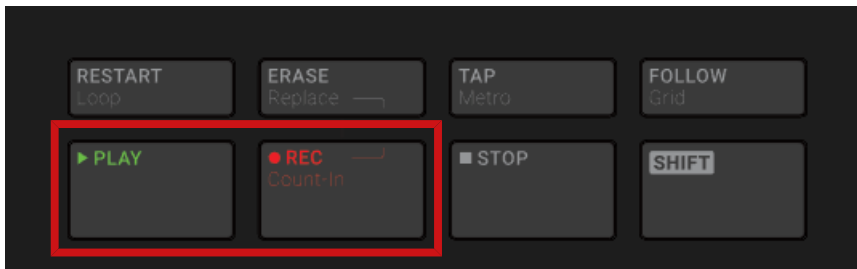 RESTART
Loop
ERASE
Replace
TAP
Metro
FOLLOW
Grid
PLAY
REC
Count-In
STOP
SHIFT